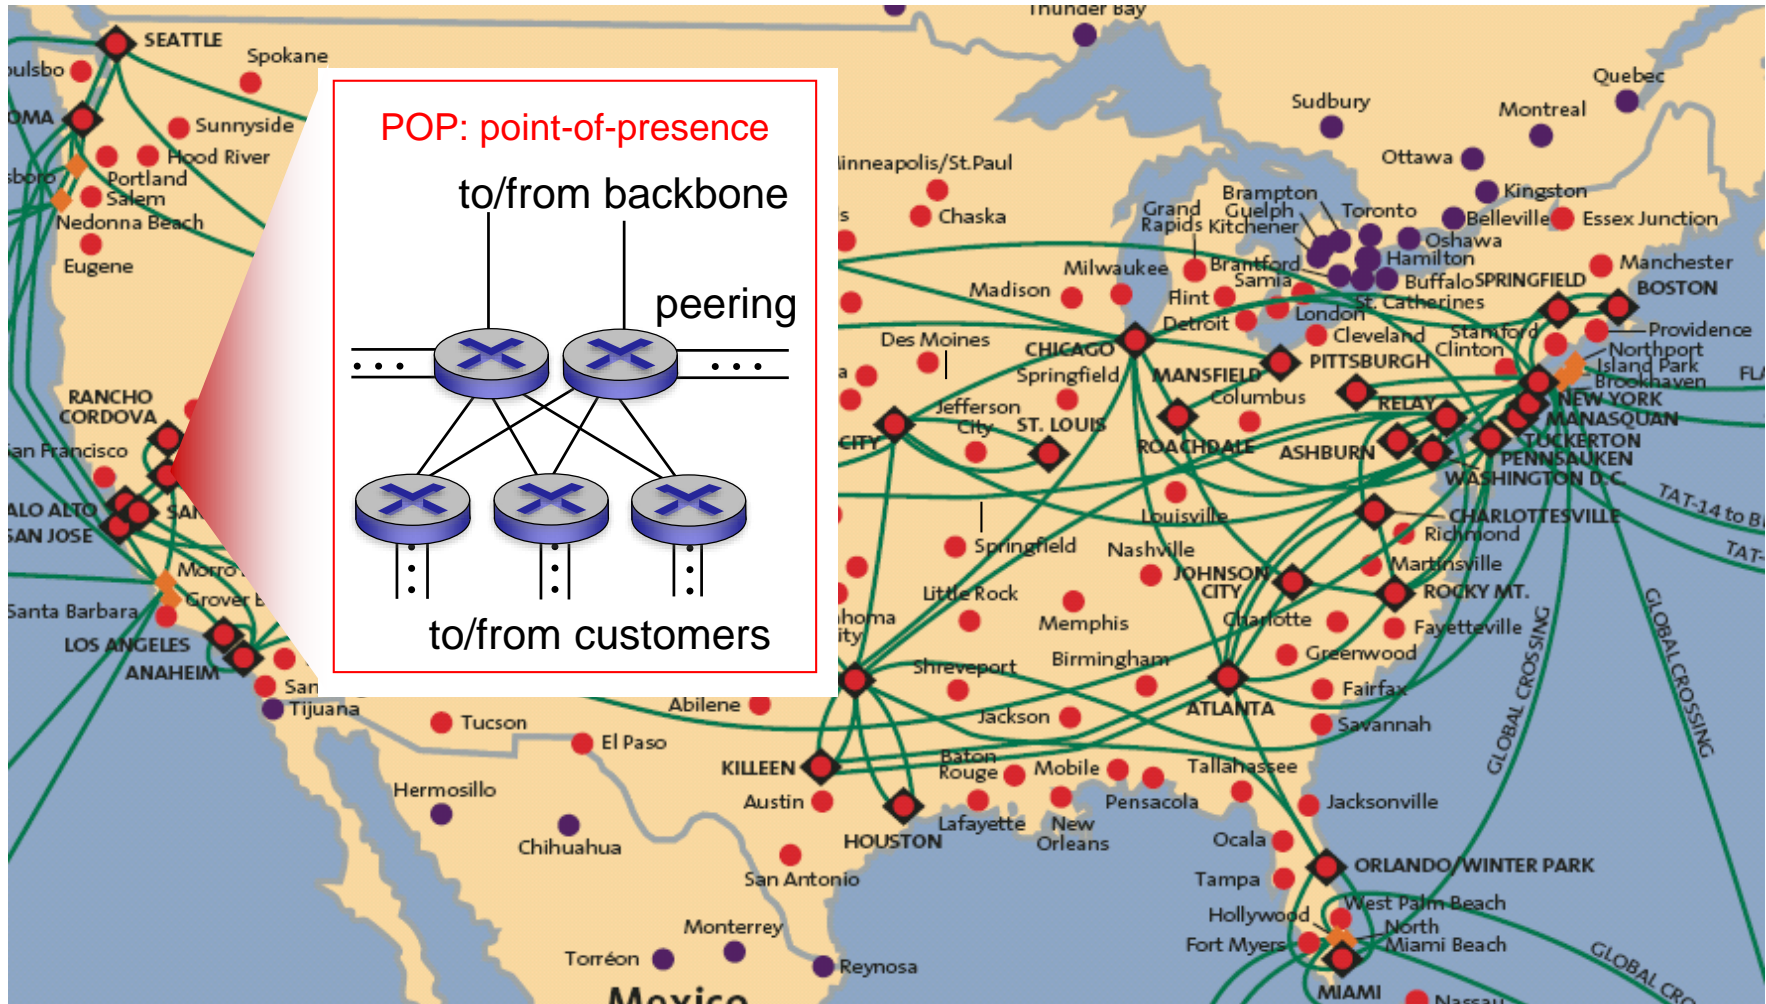 POP: point-of-presence
to/from backbone
peering
to/from customers
Thunder Bay
SEATTLE
Spokane
Sunnyside
Hood River
Portland
Salem
Nedonna Beach
Eugene
RANCHO
CORDOVA
San Francisco
SAN JOSE
Santa Barbara
LOS ANGELES
ANAHEIM
Tijuana
Tucson
El Paso
Hermosillo
Chihuahua
Abilene
KILLEEN
Austin
HOUSTON
San Antonio
Monterrey
Torréon
Reynosa
Mexico
Chaska
Madison
Milwaukee
Des Moines
CHICAGO
Springfield
Jefferson
City
ST. LOUIS
CITY
Springfield
Little Rock
Memphis
Nashville
Louisville
Shreveport
Birmingham
Jackson
Baton
Rouge
Mobile
Lafayette
New
Orleans
Pensacola
Tallahassee
Grand
Rapids
Flint
Detroit
MANSFIELD
Columbus
ROACHDALE
Cleveland
PITTSBURGH
RELAY
ASHBURN
Sudbury
Quebec
Montreal
Ottawa
Kingston
Belleville
Essex Junction
Brampton
Guelph
Kitchener
Toronto
Oshawa
Hamilton
Brantford
Sarnia
Buffalo
St. Catherines
London
SPRINGFIELD
Manchester
BOSTON
Stamford
Clinton
Providence
Northport
Island Park
Brookhaven
NEW YORK
MANASQUAN
TUCKERTON
PENNSAUKEN
WASHINGTON D.C.
CHARLOTTESVILLE
Richmond
Martinsville
JOHNSON
CITY
ROCKY MT.
Charlotte
Fayetteville
Greenwood
Fairfax
ATLANTA
Savannah
Jacksonville
Ocala
ORLANDO/WINTER PARK
Tampa
West Palm Beach
Hollywood
North
Miami Beach
Fort Myers
MIAMI
Nassau
GLOBAL CROSSING
GLOBAL CROSSING
GLOBAL
TAT-14 to